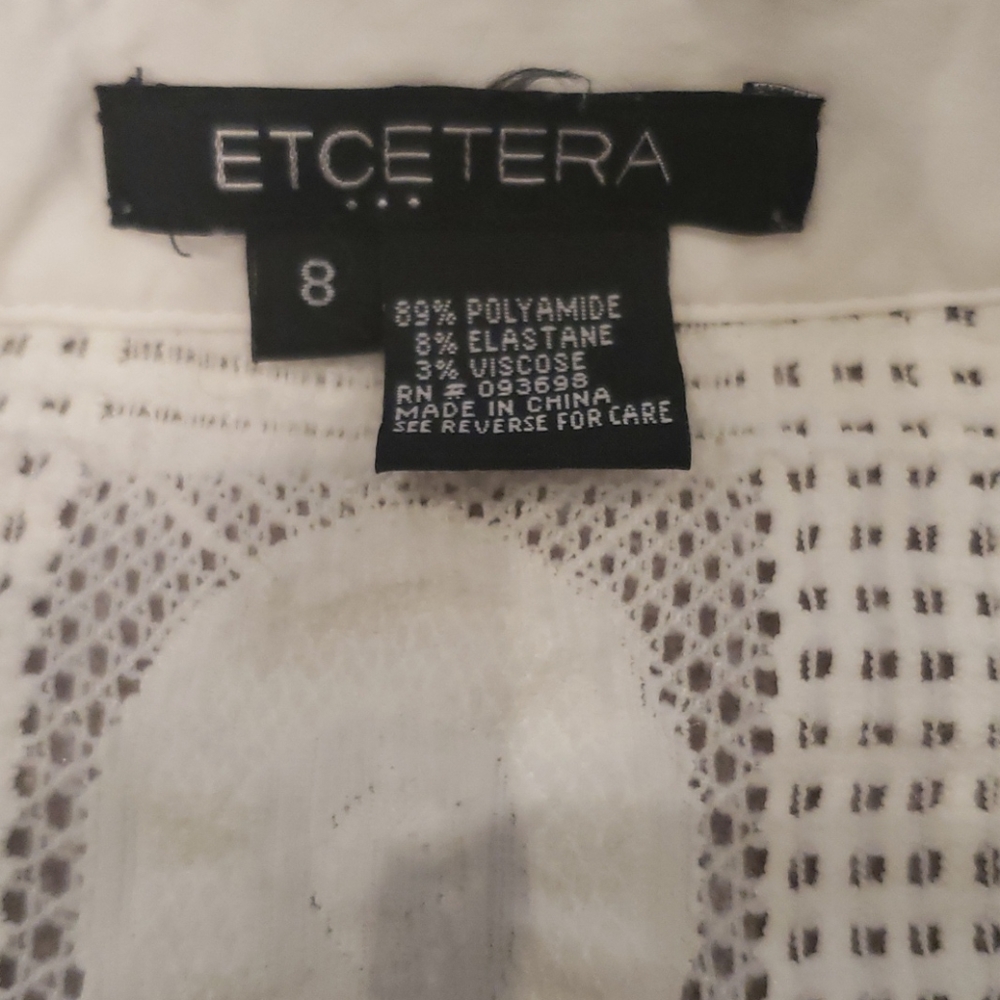 ETCETERA
...
8
89% POLYAMIDE
8% ELASTANE
3% VISCOSE
RN # 093698
MADE IN CHINA
SEE REVERSE FOR CARE